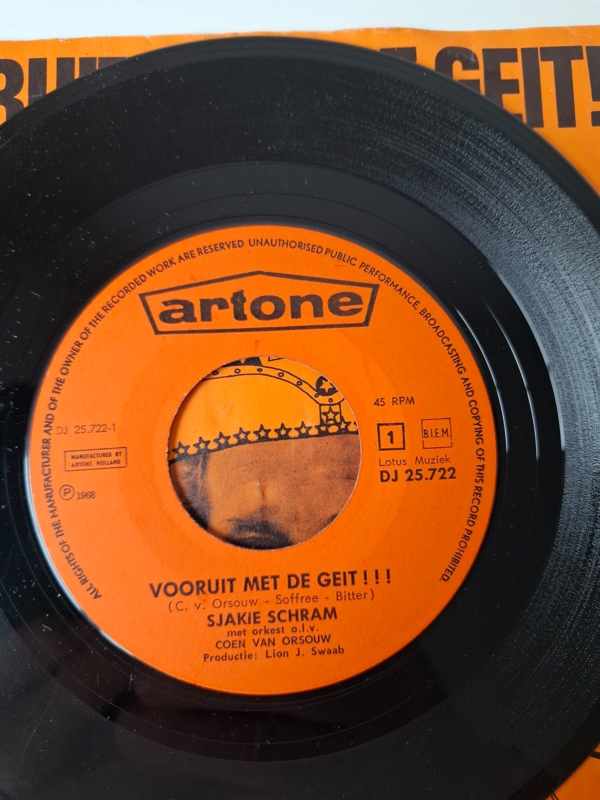 GEIT!
ALL RIGHTS OF THE MANUFACTURER AND OF THE OWNER OF THE RECORDED WORK ARE RESERVED UNAUTHORISED PUBLIC PERFORMANCE, BROADCASTING AND COPYING OF THIS RECORD PROHIBITED.
artone
45 RPM
DJ 25.722-1
1
B.I.E.M.
MANUFACTURED BY
ARTONE HOLLAND
Lotus Muziek
DJ 25.722
Ⓟ 1968
VOORUIT MET DE GEIT!!!
(C. v. Orsouw - Soffree - Bitter)
SJAKIE SCHRAM
met orkest o.l.v.
COEN VAN ORSOUW
Productie: Lion J. Swaab